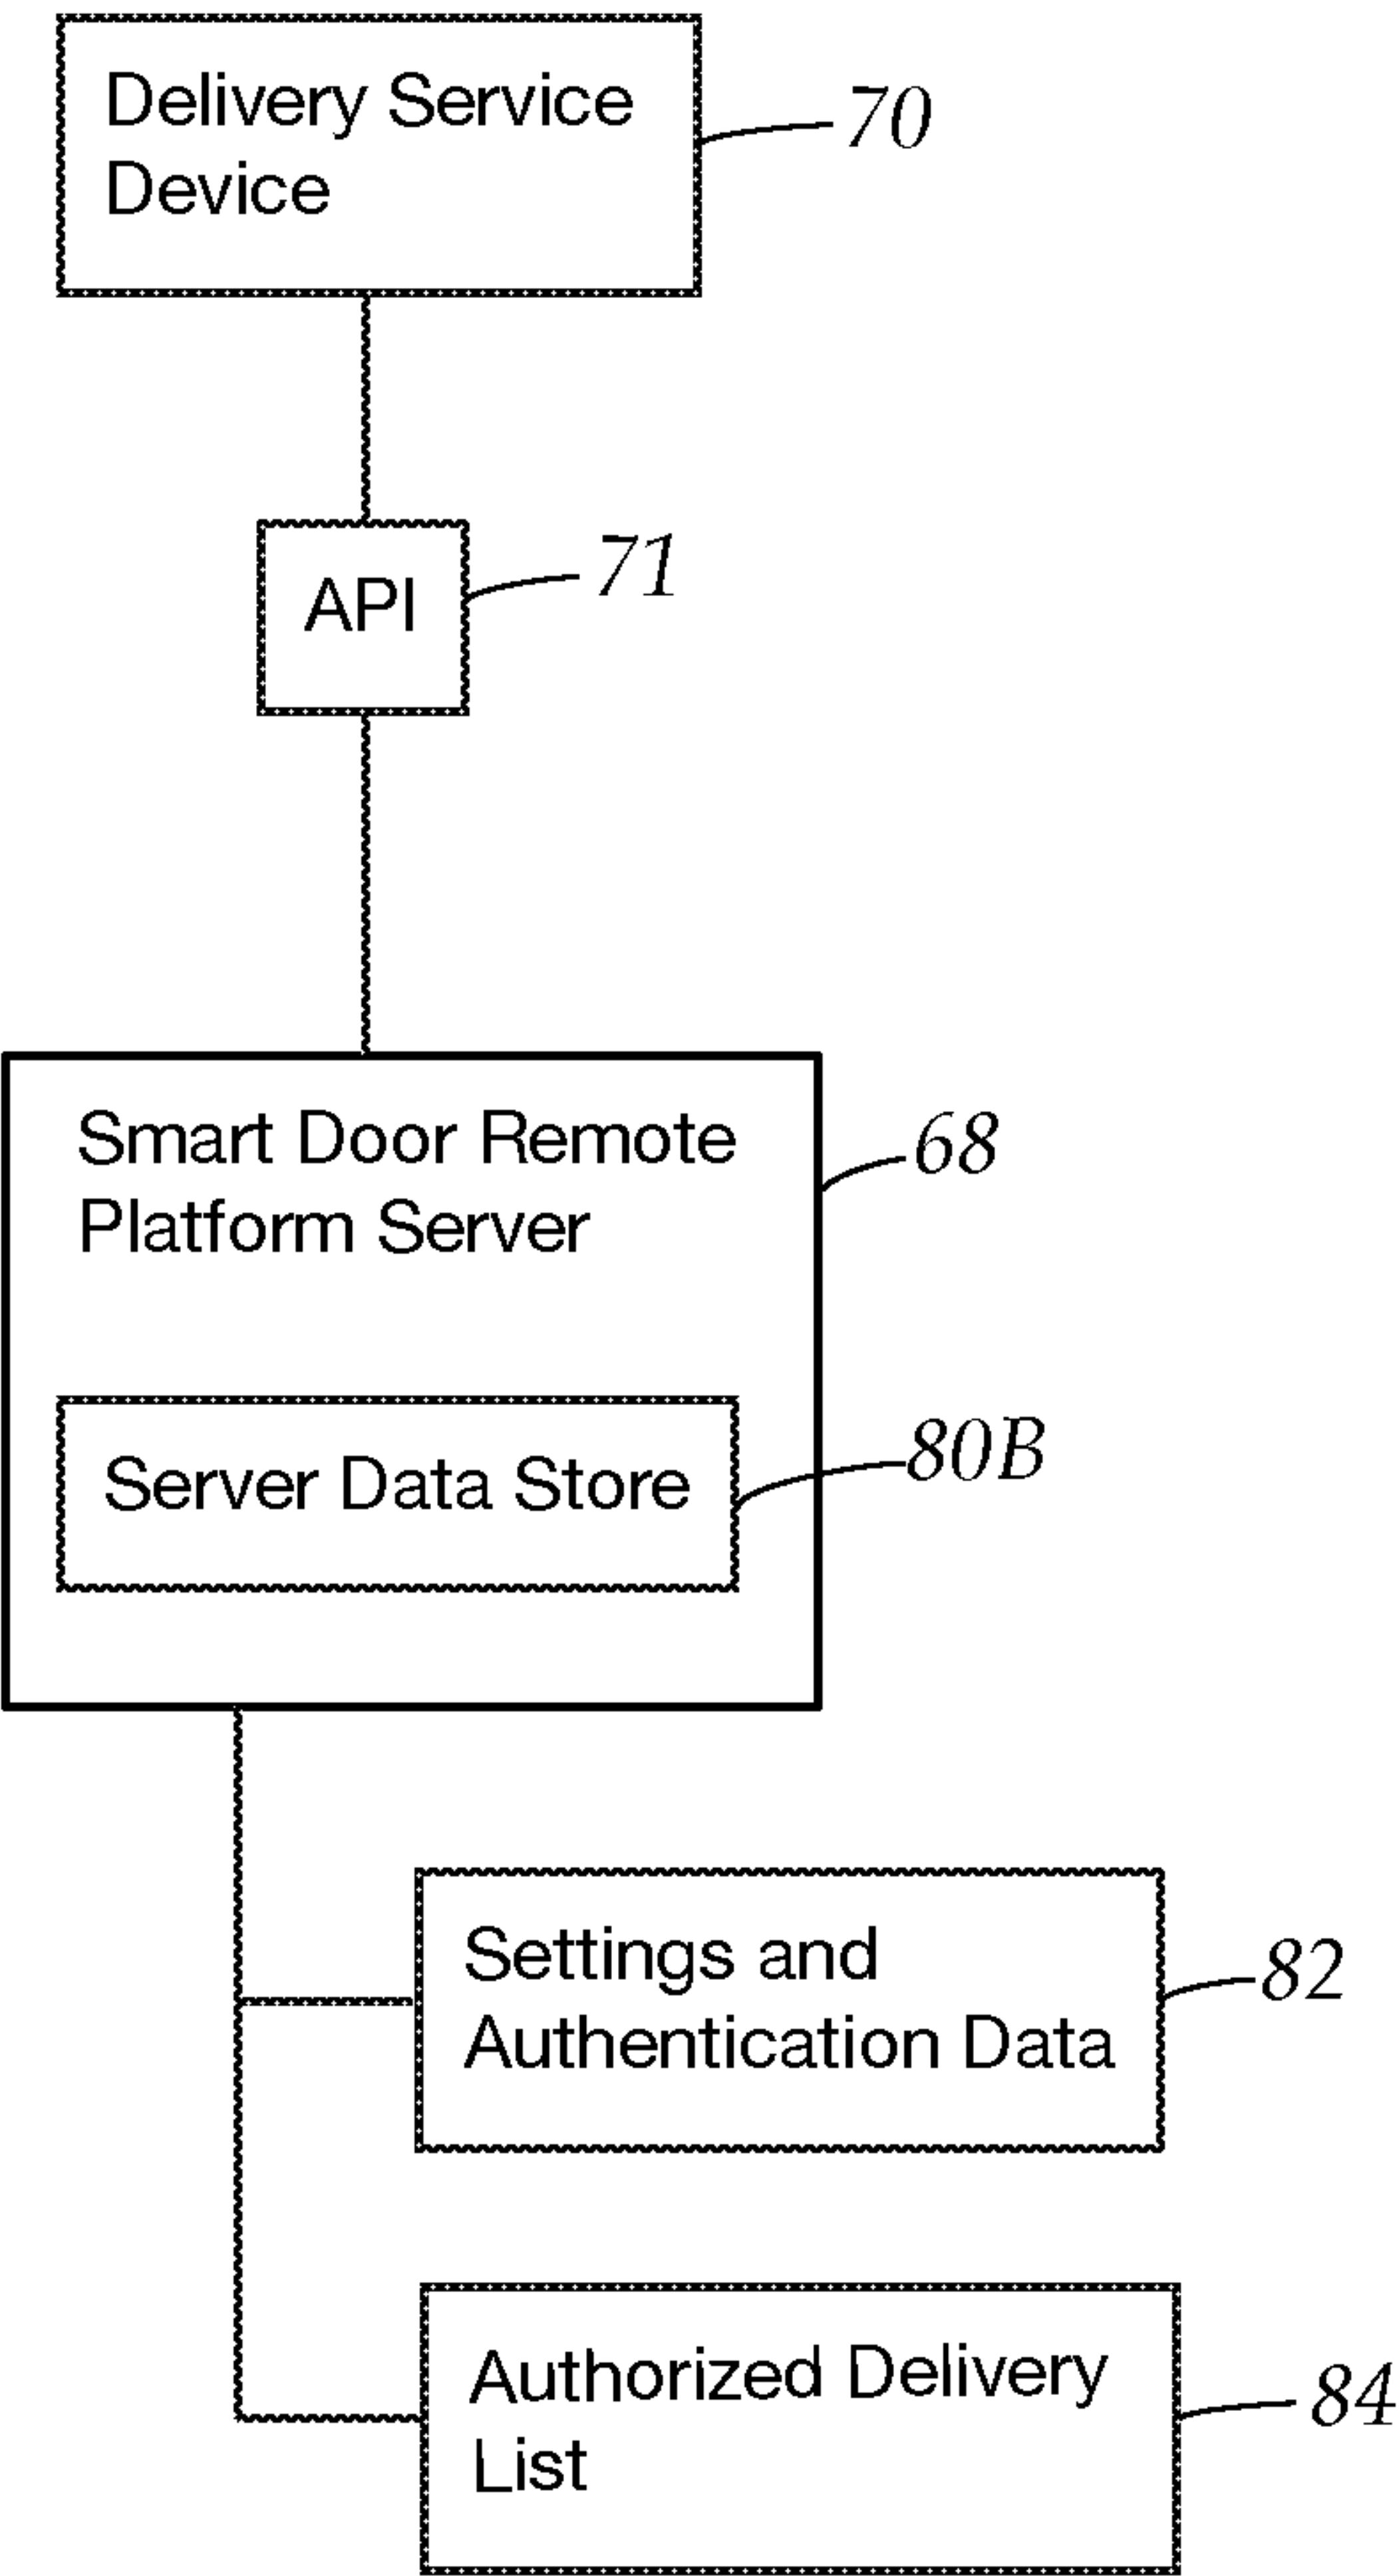 Delivery Service
Device
70
API
71
Smart Door Remote
Platform Server
68
Server Data Store
80B
Settings and
Authentication Data
82
Authorized Delivery
List
84